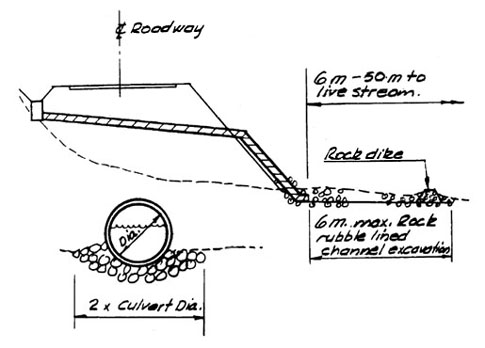 ℄ Roadway
6 m - 50 m to
live stream.
Rock dike
6 m. max. Rock
rubble lined
channel excavation
Dia.
2 x Culvert Dia.